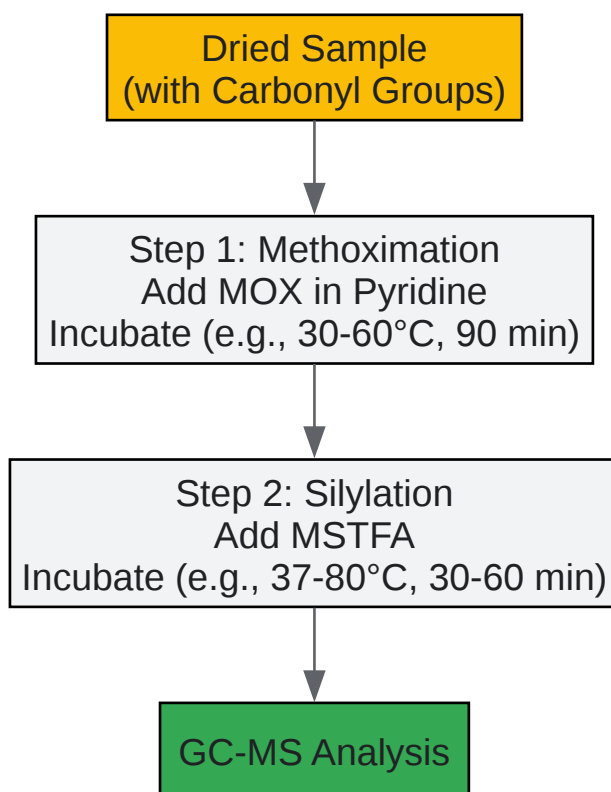 Dried Sample
(with Carbonyl Groups)
Step 1: Methoximation
Add MOX in Pyridine
Incubate (e.g., 30-60°C, 90 min)
Step 2: Silylation
Add MSTFA
Incubate (e.g., 37-80°C, 30-60 min)
GC-MS Analysis